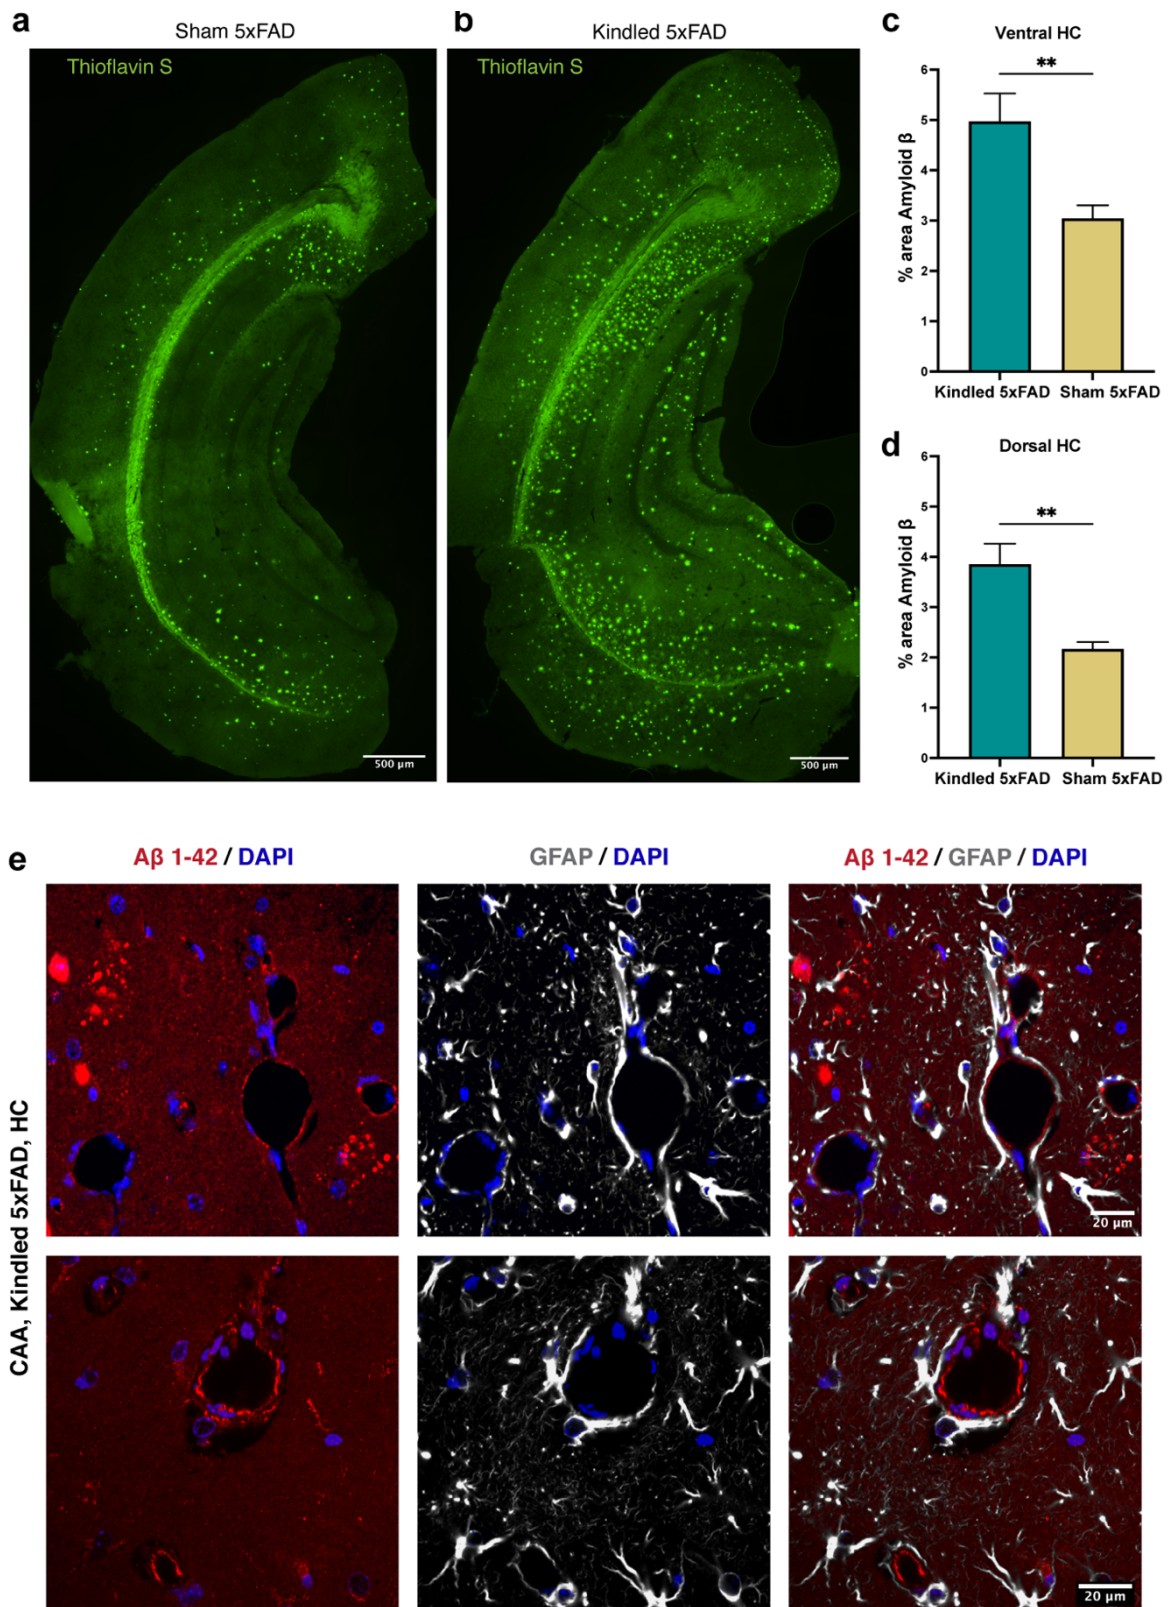 a
Sham 5xFAD
Thioflavin S
500 µm
b
Kindled 5xFAD
Thioflavin S
500 µm
c
Ventral HC
**
% area Amyloid β
6
5
4
3
2
1
0
Kindled 5xFAD
Sham 5xFAD
d
Dorsal HC
**
% area Amyloid β
6
5
4
3
2
1
0
Kindled 5xFAD
Sham 5xFAD
e
Aβ 1-42 / DAPI
GFAP / DAPI
Aβ 1-42 / GFAP / DAPI
CAA, Kindled 5xFAD, HC
20 µm
20 µm